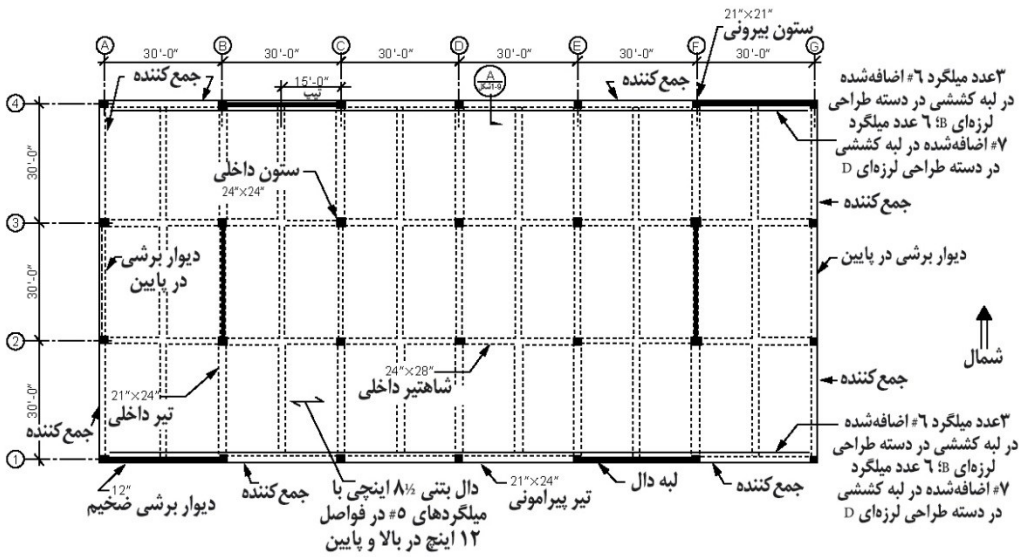 21"×21"
ستون بیرونی
A B C D E F G
30'-0" 30'-0" 30'-0" 30'-0" 30'-0" 30'-0"
جمع‌کننده
15'-0"
تیپ
A
جمع‌کننده
۳عدد میلگرد ۶# اضافه‌شده
در لبه کششی در دسته طراحی
لرزه‌ای B؛ ۶ عدد میلگرد
۷# اضافه‌شده در لبه کششی
در دسته طراحی لرزه‌ای D
4
30'-0"
ستون داخلی
24"×24"
جمع‌کننده
3
دیوار برشی
در پایین
30'-0"
دیوار برشی در پایین
شمال
2
24"×28"
شاهتیر داخلی
جمع‌کننده
21"×24"
تیر داخلی
30'-0"
جمع‌کننده
۳عدد میلگرد ۶# اضافه‌شده
در لبه کششی در دسته طراحی
لرزه‌ای B؛ ۶ عدد میلگرد
۷# اضافه‌شده در لبه کششی
در دسته طراحی لرزه‌ای D
1
12"
دیوار برشی ضخیم
جمع‌کننده
دال بتنی ۸½ اینچی با
میلگردهای ۵# در فواصل
۱۲ اینچ در بالا و پایین
21"×24"
تیر پیرامونی
لبه دال
جمع‌کننده